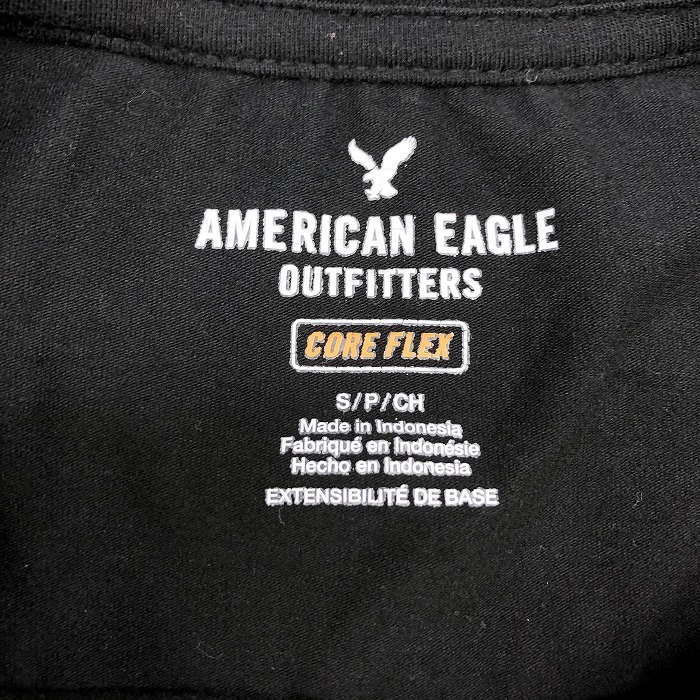 AMERICAN EAGLE
OUTFITTERS
CORE FLEX
S/P/CH
Made in Indonesia
Fabriqué en Indonésie
Hecho en Indonesia
EXTENSIBILITÉ DE BASE